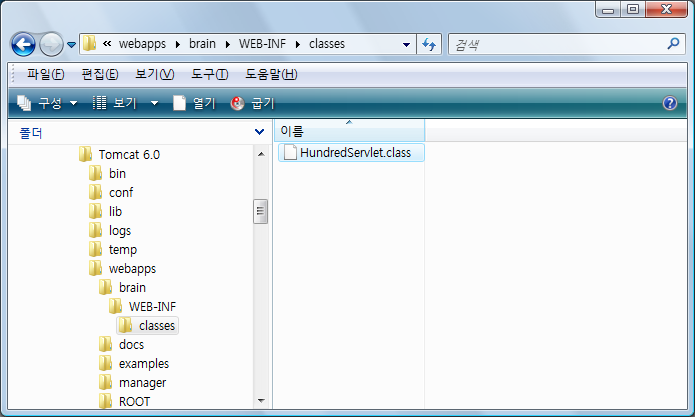 « webapps brain WEB-INF classes
검색
파일(F) 편집(E) 보기(V) 도구(T) 도움말(H)
구성 보기 열기 굽기
폴더
이름
Tomcat 6.0
HundredServlet.class
bin
conf
lib
logs
temp
webapps
brain
WEB-INF
classes
docs
examples
manager
ROOT